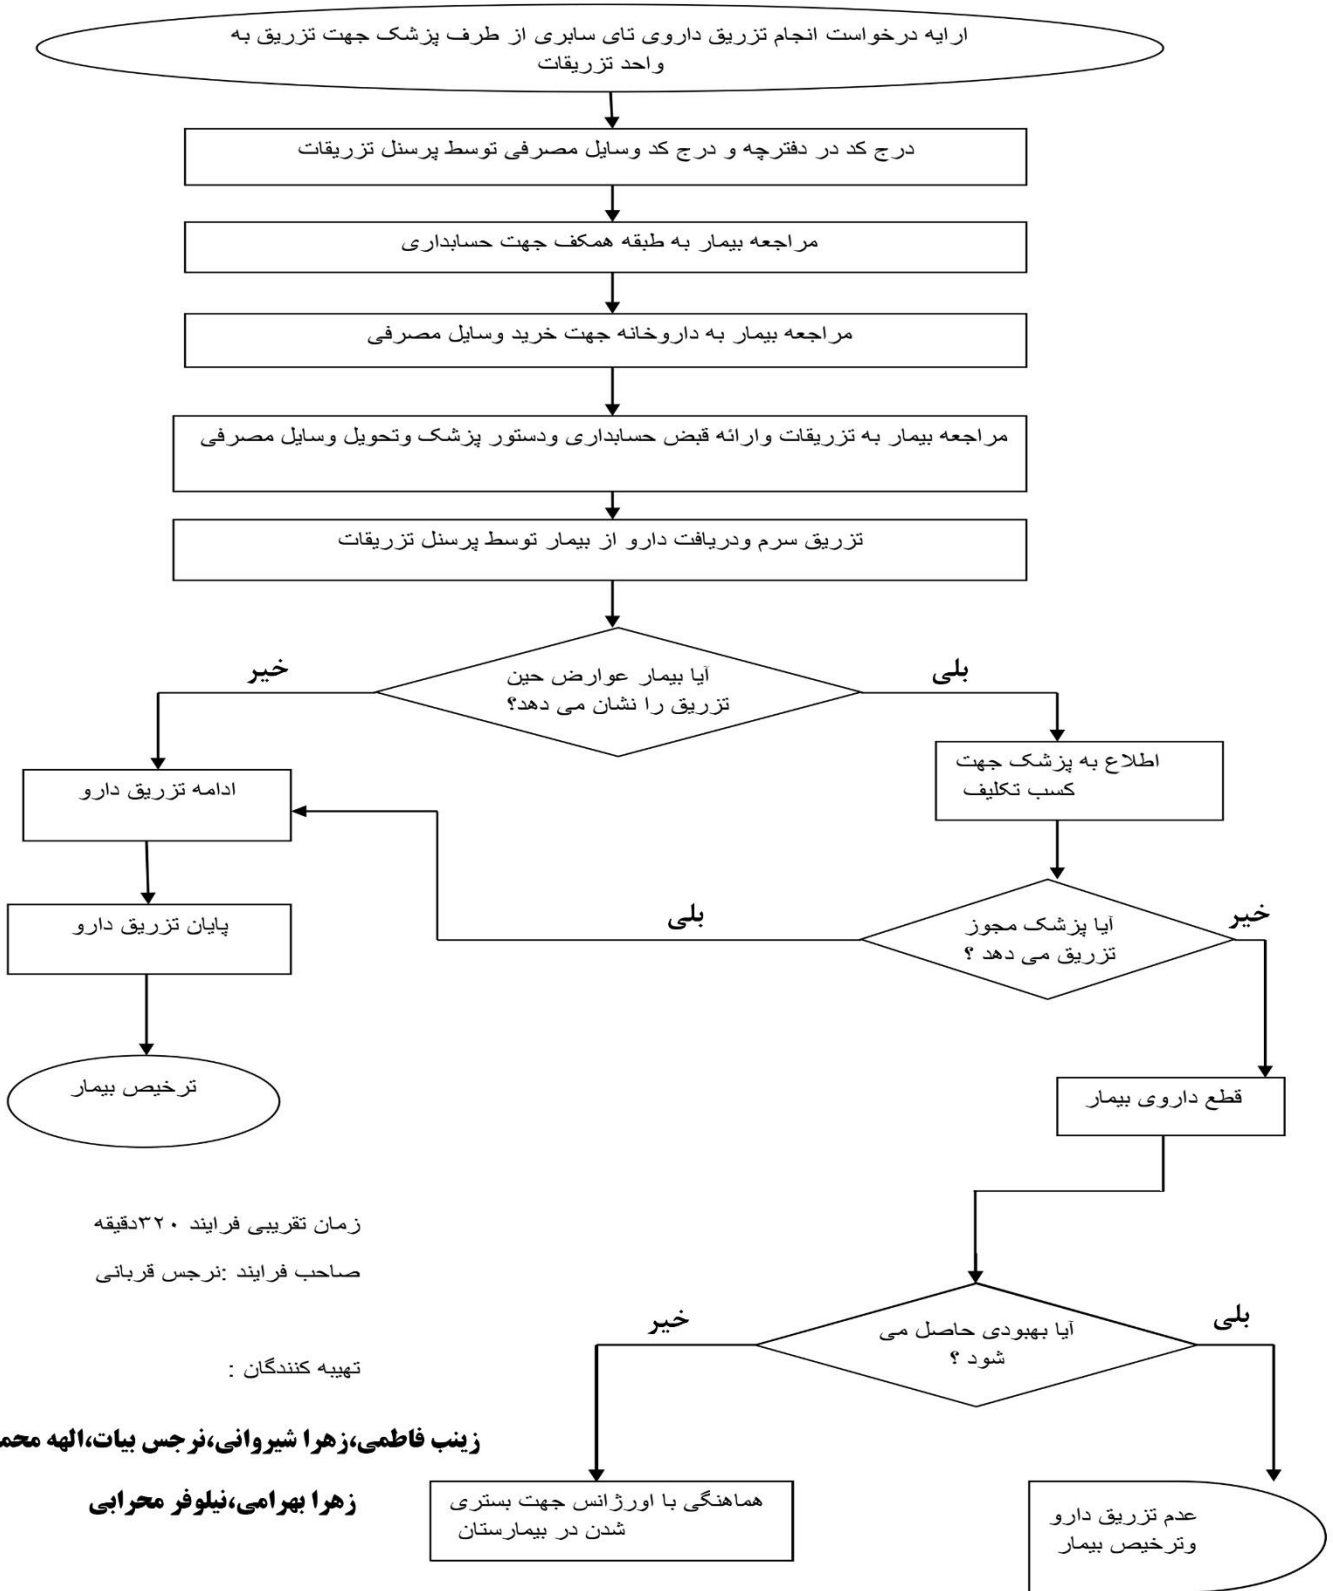 ارایه درخواست انجام تزریق داروی تای سابری از طرف پزشک جهت تزریق به
واحد تزریقات
درج کد در دفترچه و درج کد وسایل مصرفی توسط پرسنل تزریقات
مراجعه بیمار به طبقه همکف جهت حسابداری
مراجعه بیمار به داروخانه جهت خرید وسایل مصرفی
مراجعه بیمار به تزریقات وارائه قبض حسابداری ودستور پزشک وتحویل وسایل مصرفی
تزریق سرم ودریافت دارو از بیمار توسط پرسنل تزریقات
آیا بیمار عوارض حین
تزریق را نشان می دهد؟
بلی
خیر
اطلاع به پزشک جهت
کسب تکلیف
ادامه تزریق دارو
آیا پزشک مجوز
تزریق می دهد ؟
خیر
بلی
پایان تزریق دارو
ترخیص بیمار
قطع داروی بیمار
زمان تقریبی فرایند ۳۲۰دقیقه
صاحب فرایند :نرجس قربانی
آیا بهبودی حاصل می
شود ؟
بلی
خیر
تهیبه کنندگان :
زینب فاطمی،زهرا شیروانی،نرجس بیات،الهه
زهرا بهرامی،نیلوفر محرابی
هماهنگی با اورژانس جهت بستری
شدن در بیمارستان
عدم تزریق دارو
وترخیص بیمار